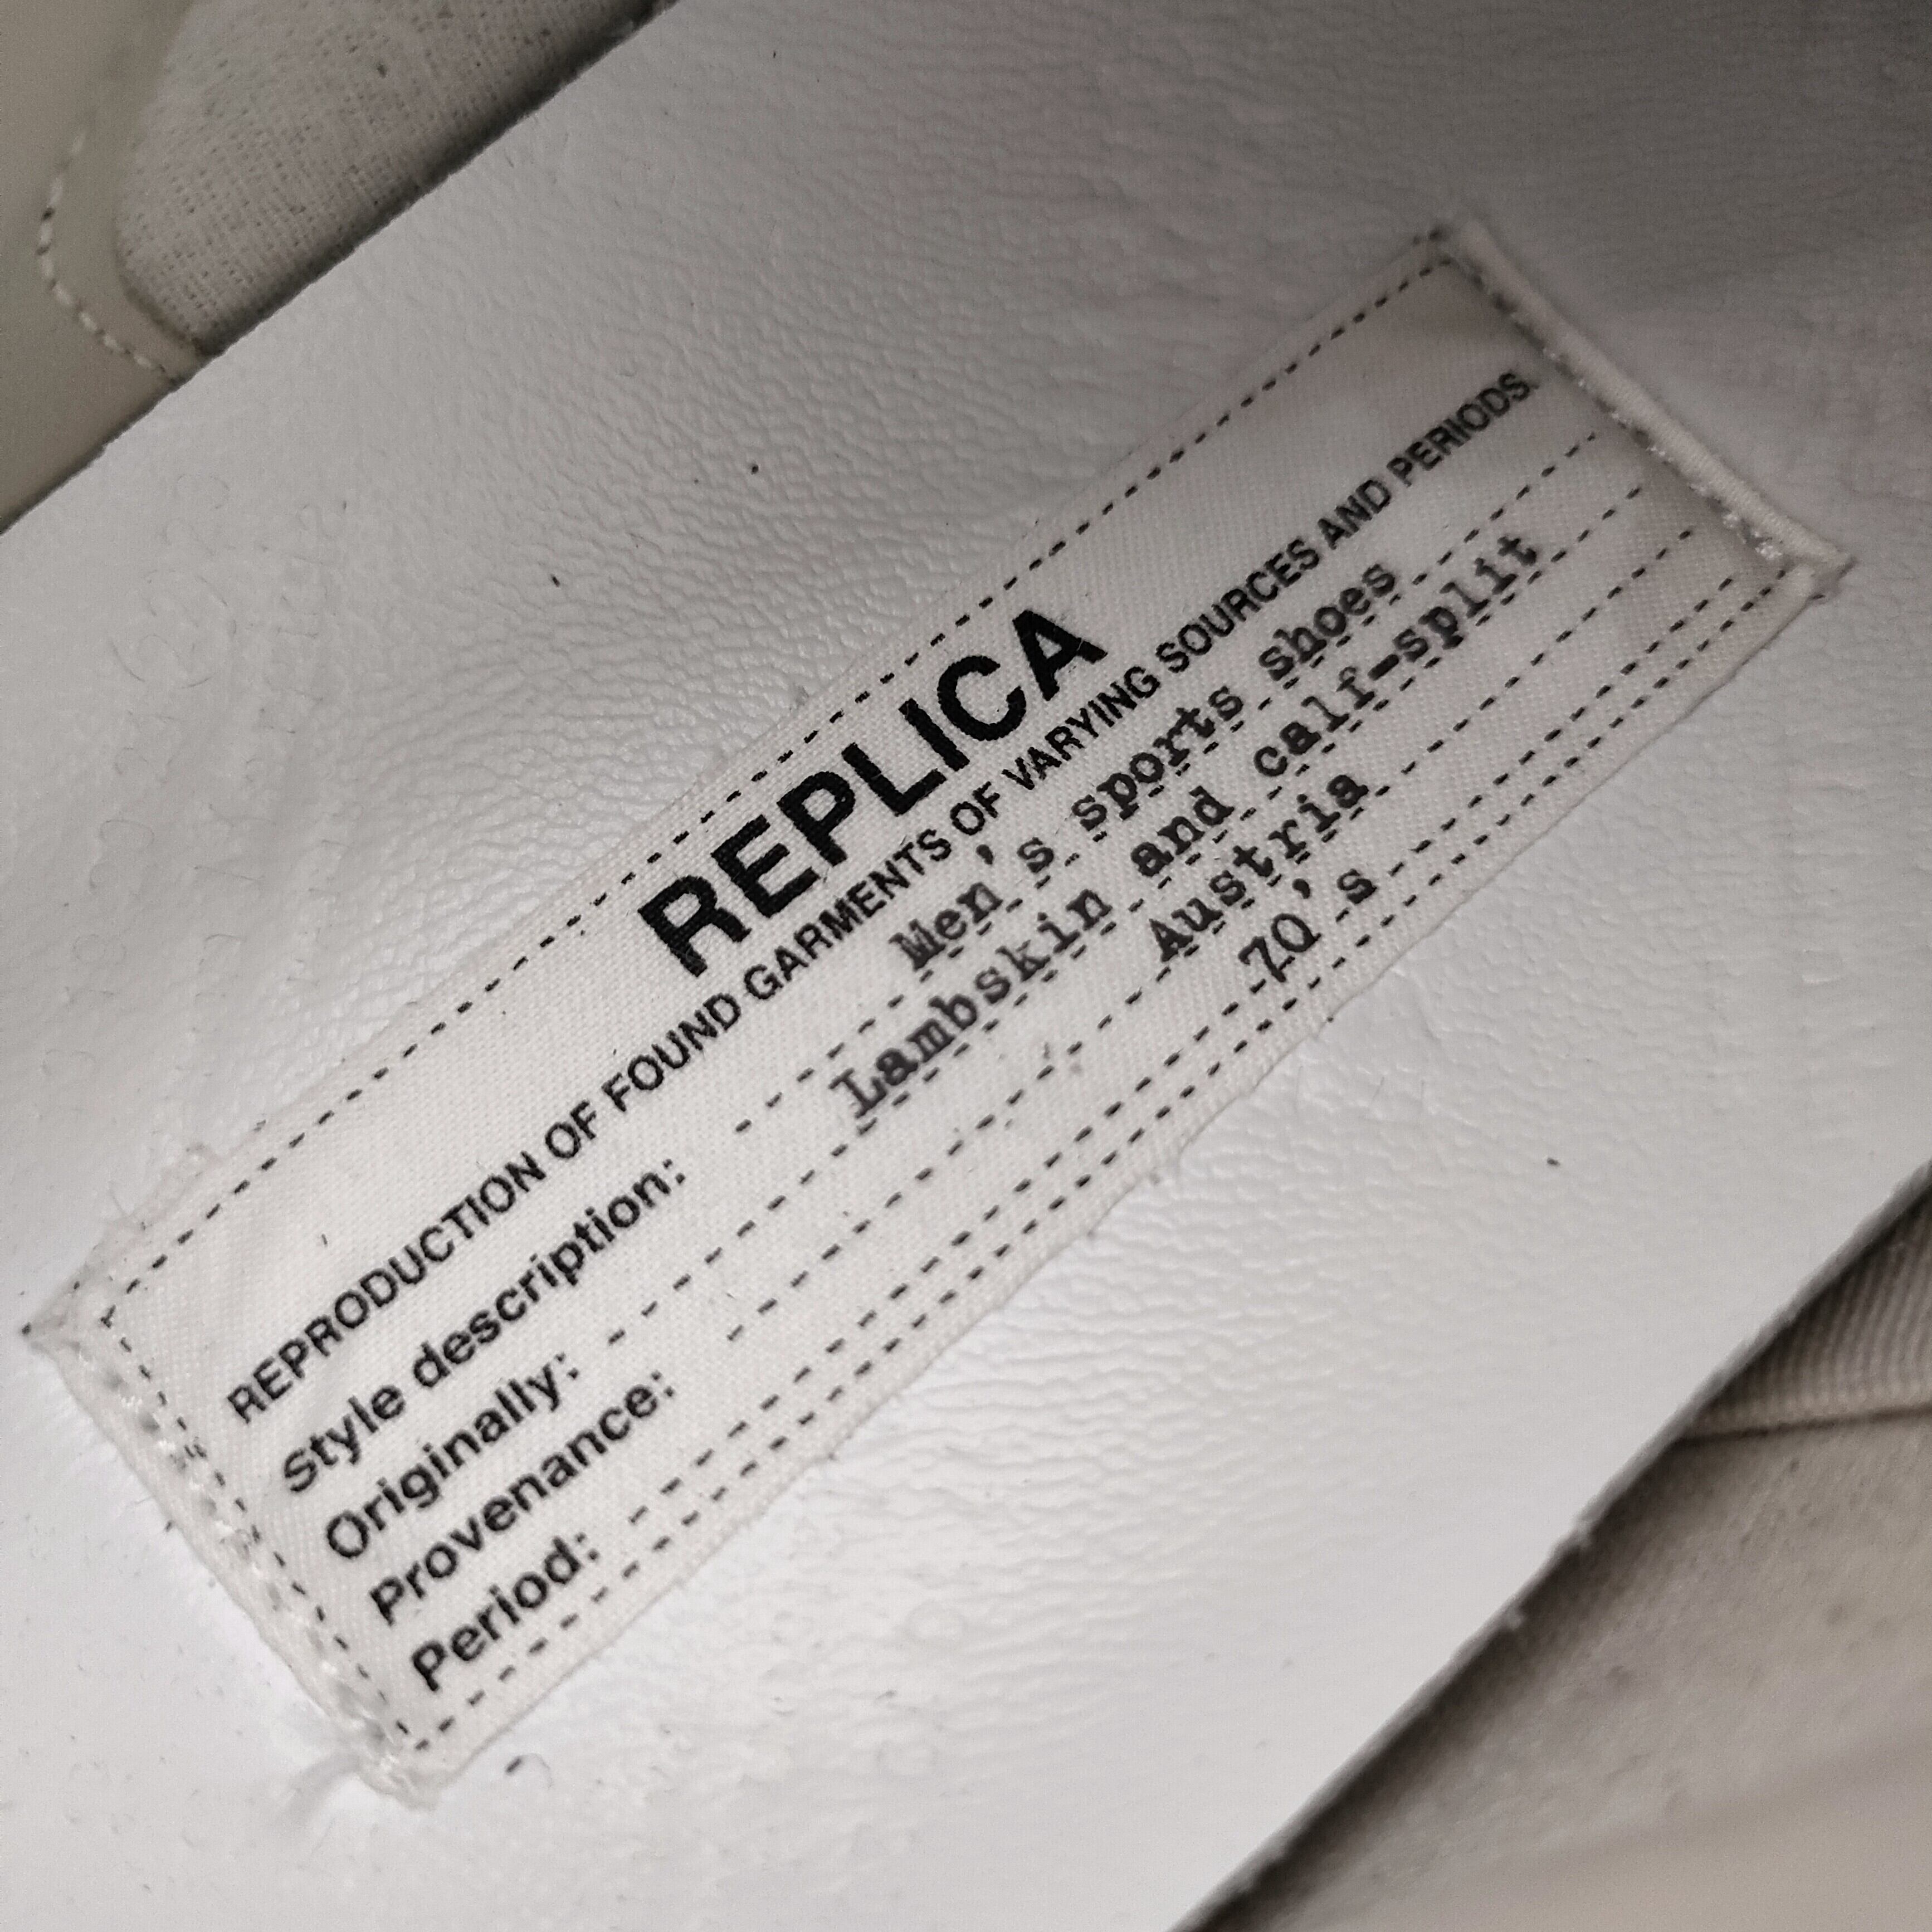 REPLICA
REPRODUCTION OF FOUND GARMENTS OF VARYING SOURCES AND PERIODS.
Style description: Men's sports shoes
Originally: Lambskin and calf-split
Provenance: Austria
Period: 70's